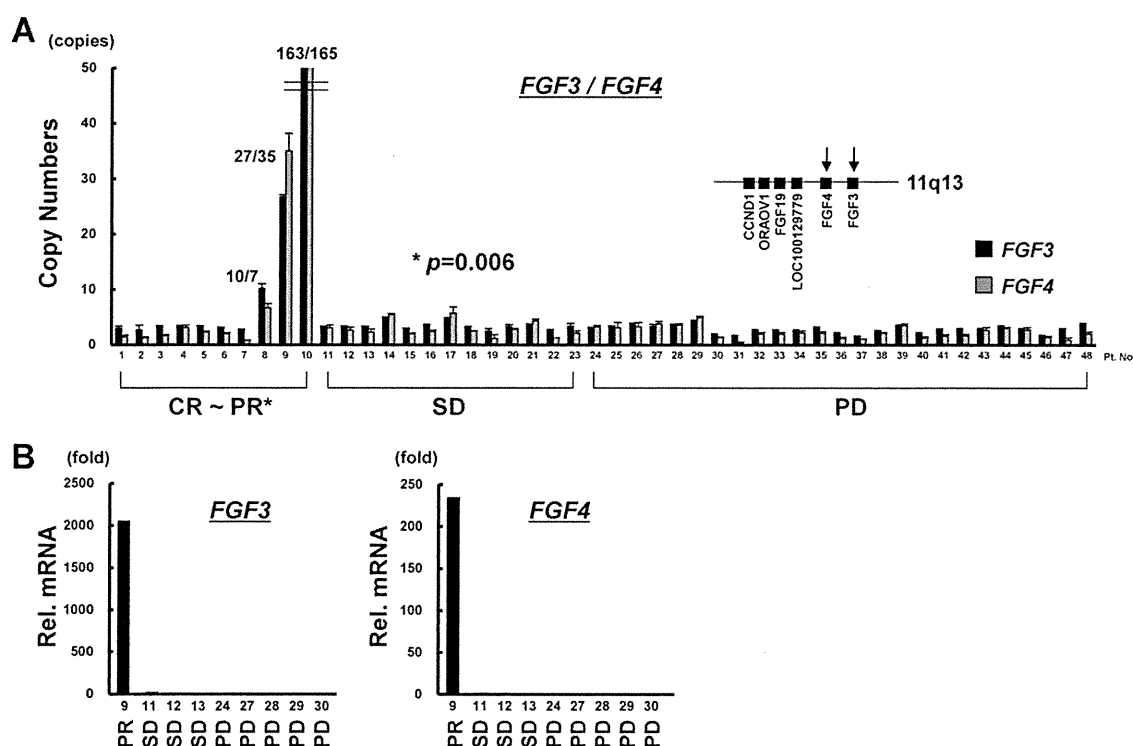 A
(copies)
163/165
50
FGF3 / FGF4
40
27/35
30
11q13
CCND1
ORAOV1
FGF19
LOC100129779
FGF4
FGF3
Copy Numbers
20
FGF3
* p=0.006
10/7
FGF4
10
0
1 2 3 4 5 6 7 8 9 10 11 12 13 14 15 16 17 18 19 20 21 22 23 24 25 26 27 28 29 30 31 32 33 34 35 36 37 38 39 40 41 42 43 44 45 46 47 48 Pt. No
CR ~ PR* SD PD
B
(fold)
2500
FGF3
2000
1500
Rel. mRNA
1000
500
0
9 11 12 13 24 27 28 29 30
PR SD SD SD PD PD PD PD PD
(fold)
250
FGF4
200
150
Rel. mRNA
100
50
0
9 11 12 13 24 28 27 29 30
PR SD SD SD PD PD PD PD PD